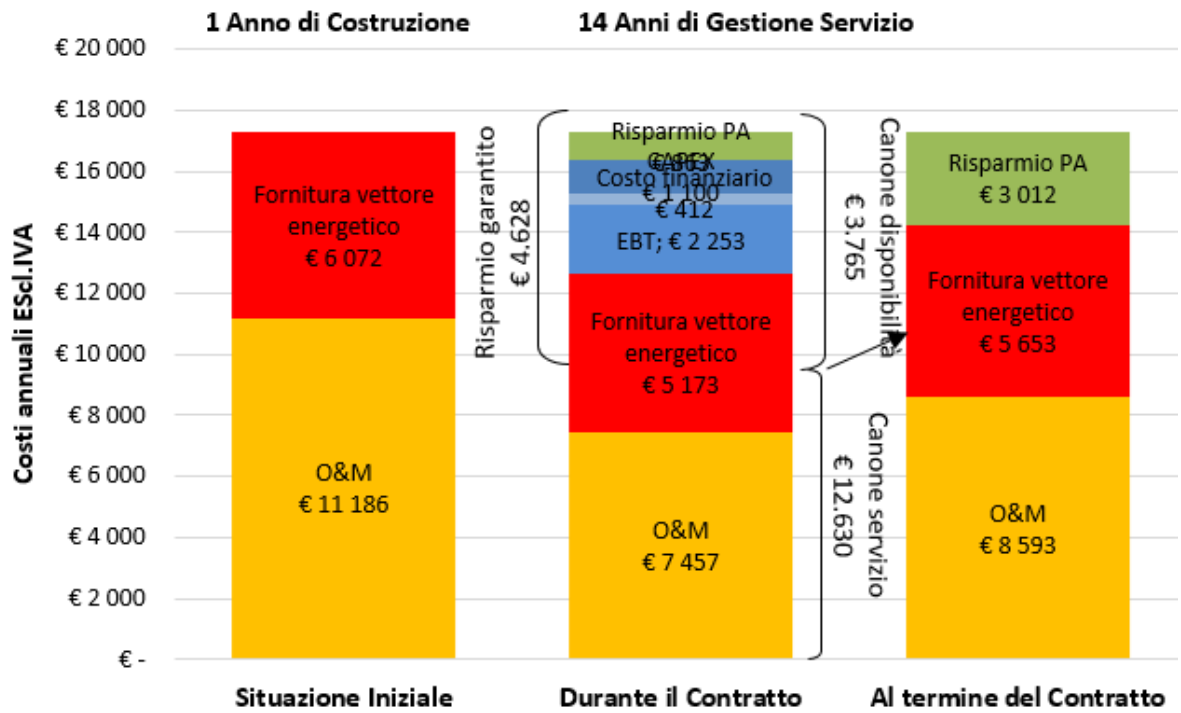 1 Anno di Costruzione
14 Anni di Gestione Servizio
Costi annuali EScl.IVA
€ 20 000
€ 18 000
€ 16 000
€ 14 000
€ 12 000
€ 10 000
€ 8 000
€ 6 000
€ 4 000
€ 2 000
€ -
Fornitura vettore
energetico
€ 6 072
O&M
€ 11 186
Risparmio garantito
€ 4.628
Risparmio PA
€ 863
CAPEX
€ 1 100
Costo finanziario
€ 412
EBT; € 2 253
Fornitura vettore
energetico
€ 5 173
O&M
€ 7 457
Canone disponibilità
€ 3.765
Canone servizio
€ 12.630
Risparmio PA
€ 3 012
Fornitura vettore
energetico
€ 5 653
O&M
€ 8 593
Situazione Iniziale
Durante il Contratto
Al termine del Contratto